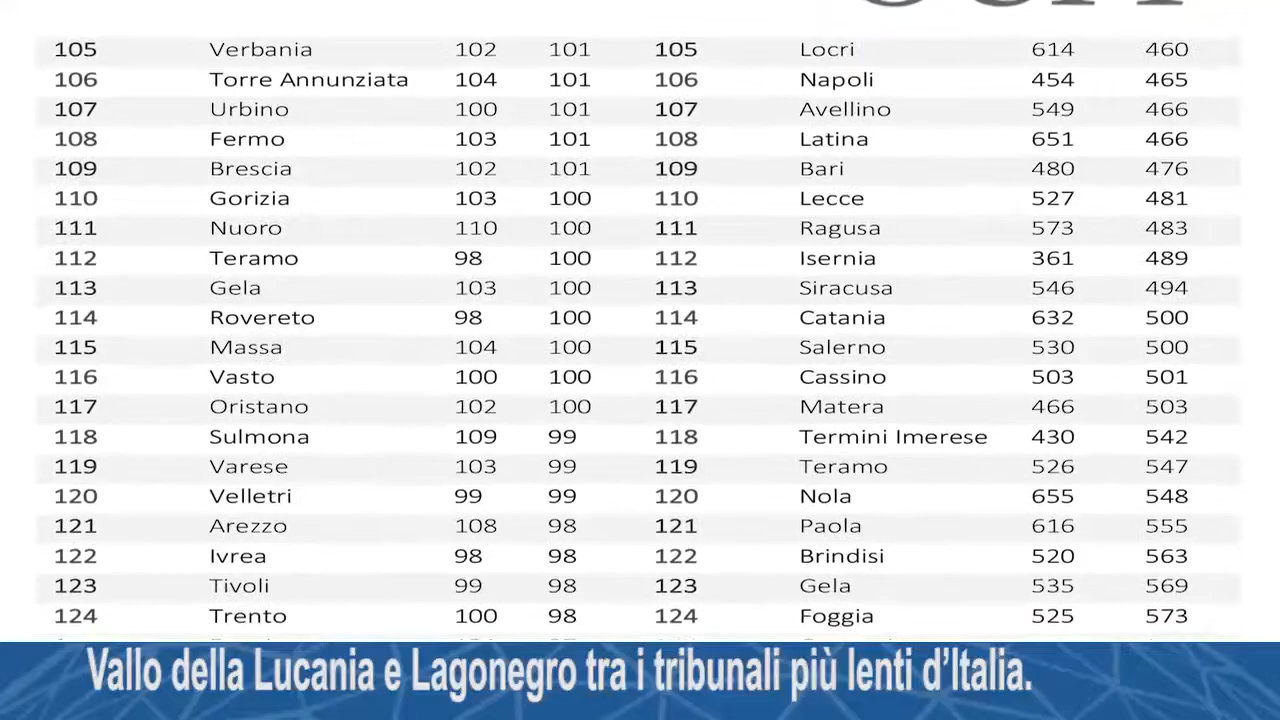 105 Verbania 102 101 105 Locri 614 460
106 Torre Annunziata 104 101 106 Napoli 454 465
107 Urbino 100 101 107 Avellino 549 466
108 Fermo 103 101 108 Latina 651 466
109 Brescia 102 101 109 Bari 480 476
110 Gorizia 103 100 110 Lecce 527 481
111 Nuoro 110 100 111 Ragusa 573 483
112 Teramo 98 100 112 Isernia 361 489
113 Gela 103 100 113 Siracusa 546 494
114 Rovereto 98 100 114 Catania 632 500
115 Massa 104 100 115 Salerno 530 500
116 Vasto 100 100 116 Cassino 503 501
117 Oristano 102 100 117 Matera 466 503
118 Sulmona 109 99 118 Termini Imerese 430 542
119 Varese 103 99 119 Teramo 526 547
120 Velletri 99 99 120 Nola 655 548
121 Arezzo 108 98 121 Paola 616 555
122 Ivrea 98 98 122 Brindisi 520 563
123 Tivoli 99 98 123 Gela 535 569
124 Trento 100 98 124 Foggia 525 573
Vallo della Lucania e Lagonegro tra i tribunali più lenti d'Italia.